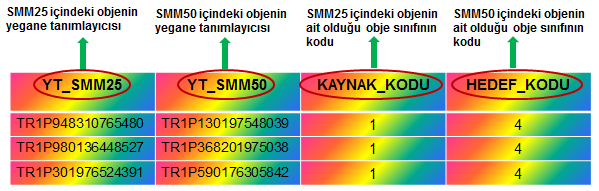 SMM25 içindeki objenin
yegane tanımlayıcısı
SMM50 içindeki objenin
yegane tanımlayıcısı
SMM25 içindeki objenin
ait olduğu obje sınıfının
kodu
SMM50 içindeki objenin
ait olduğu obje sınıfının
kodu
YT_SMM25 YT_SMM50 KAYNAK_KODU HEDEF_KODU
TR1P948310765480 TR1P130197548039 1 4
TR1P980136448527 TR1P368201975038 1 4
TR1P301976524391 TR1P590176305842 1 4